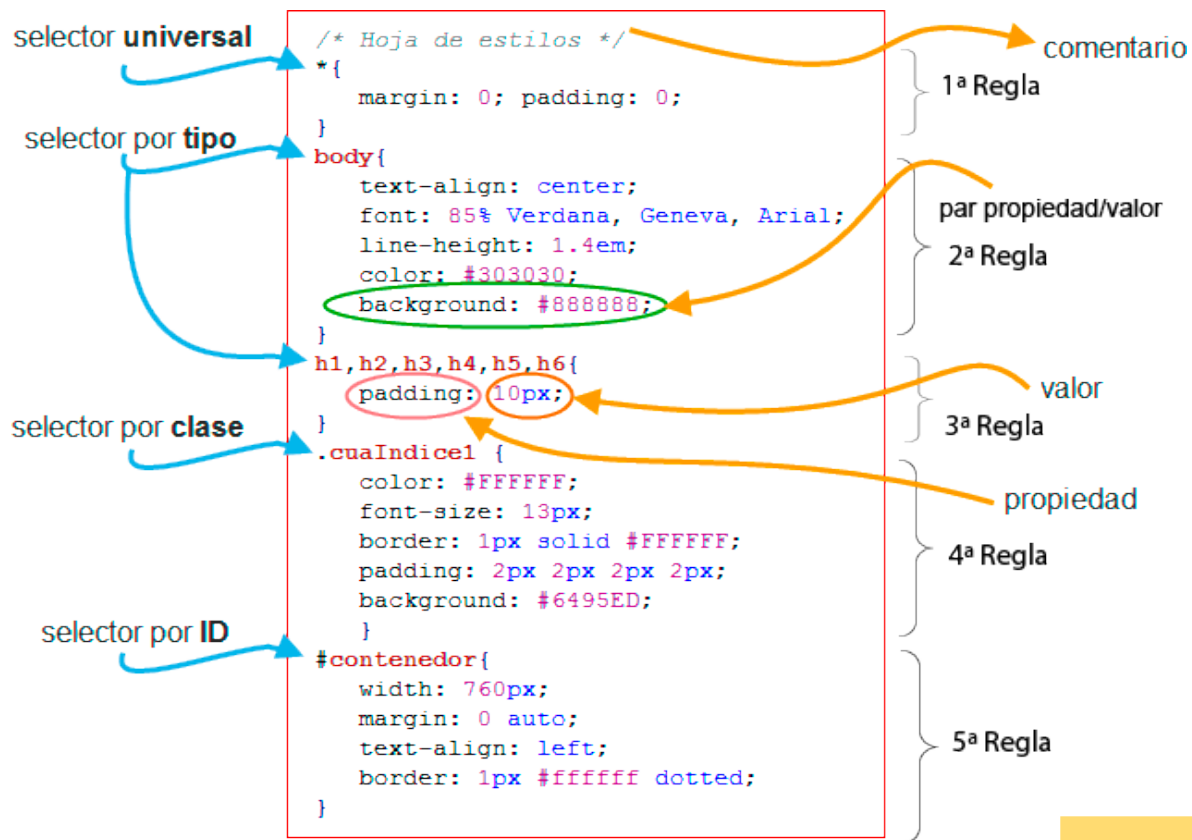 selector universal
selector por tipo
selector por clase
selector por ID
/* Hoja de estilos */
*{
margin: 0; padding: 0;
}
body{
text-align: center;
font: 85% Verdana, Geneva, Arial;
line-height: 1.4em;
color: #303030;
background: #888888;
}
h1,h2,h3,h4,h5,h6{
padding: 10px;
}
.cuaIndice1 {
color: #FFFFFF;
font-size: 13px;
border: 1px solid #FFFFFF;
padding: 2px 2px 2px 2px;
background: #6495ED;
}
#contenedor{
width: 760px;
margin: 0 auto;
text-align: left;
border: 1px #ffffff dotted;
}
comentario
1ª Regla
par propiedad/valor
2ª Regla
valor
3ª Regla
propiedad
4ª Regla
5ª Regla